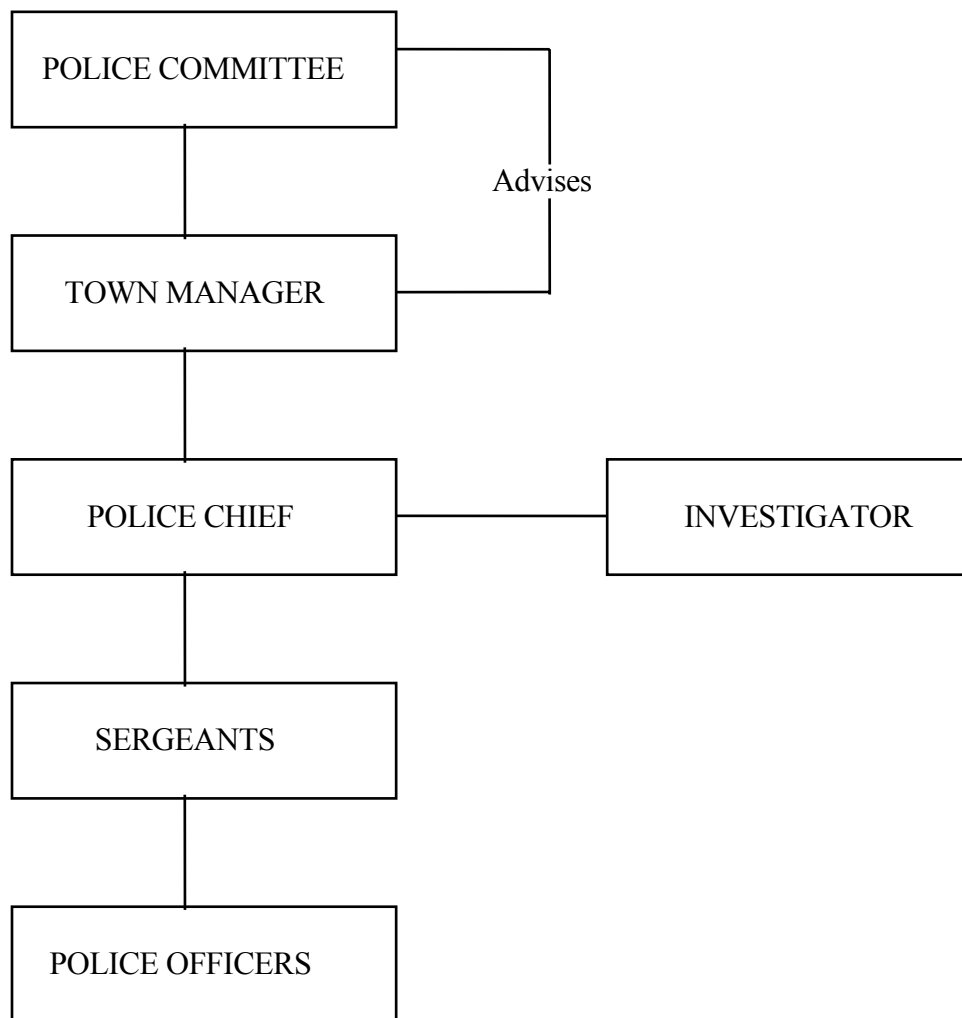 POLICE COMMITTEE
Advises
TOWN MANAGER
POLICE CHIEF
INVESTIGATOR
SERGEANTS
POLICE OFFICERS